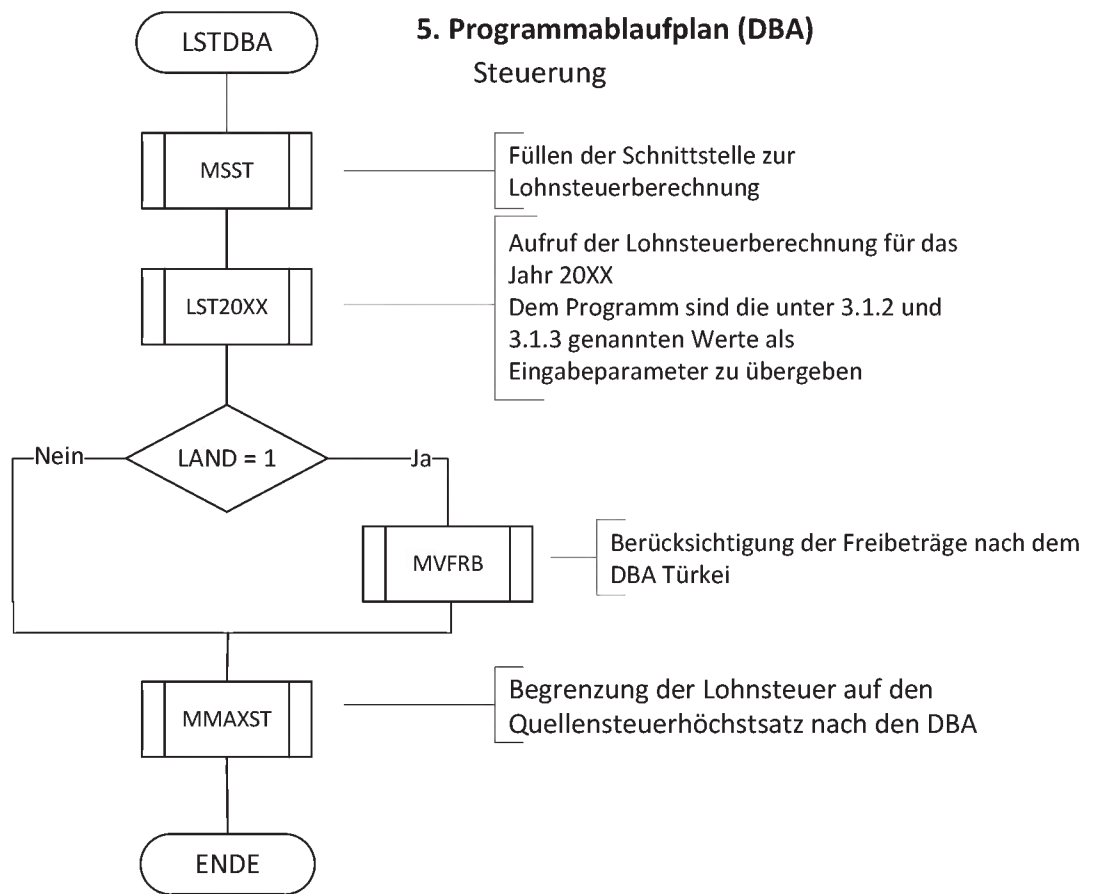 5. Programmablaufplan (DBA)
Steuerung
LSTDBA
MSST
Füllen der Schnittstelle zur
Lohnsteuerberechnung
LST20XX
Aufruf der Lohnsteuerberechnung für das
Jahr 20XX
Dem Programm sind die unter 3.1.2 und
3.1.3 genannten Werte als
Eingabeparameter zu übergeben
Nein
LAND = 1
Ja
MVFRB
Berücksichtigung der Freibeträge nach dem
DBA Türkei
MMAXST
Begrenzung der Lohnsteuer auf den
Quellensteuerhöchstsatz nach den DBA
ENDE